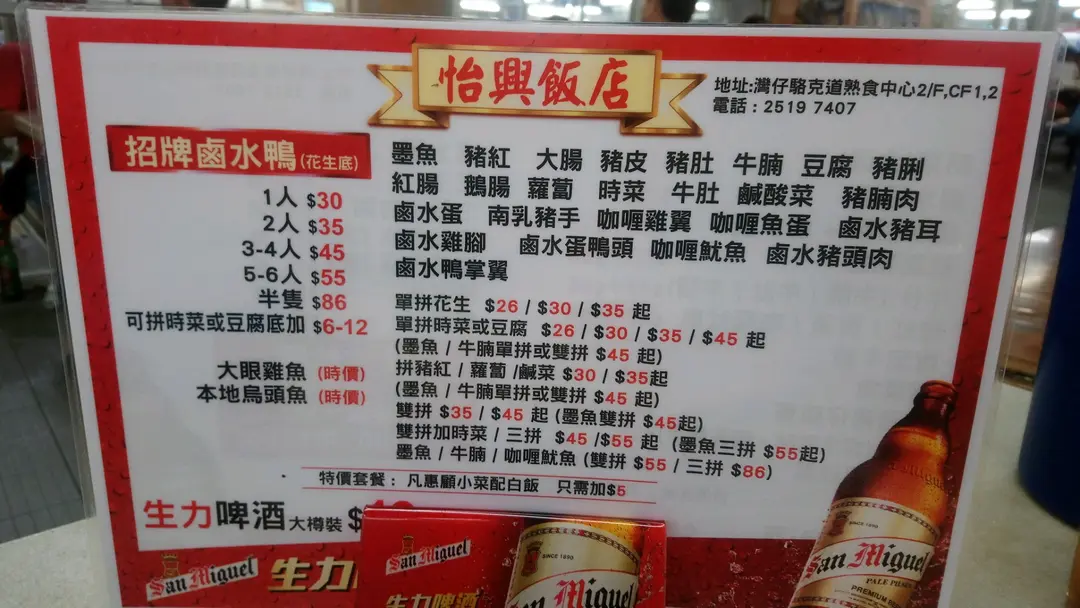 怡興飯店
地址:灣仔駱克道熟食中心2/F,CF1,2
電話:2519 7407
招牌鹵水鴨(花生底)
1人 $30
2人 $35
3-4人 $45
5-6人 $55
半隻 $86
可拼時菜或豆腐底加 $6-12
大眼雞魚 (時價)
本地烏頭魚 (時價)
墨魚 豬紅 大腸 豬皮 豬肚 牛腩 豆腐 豬脷
紅腸 鵝腸 蘿蔔 時菜 牛肚 鹹酸菜 豬腩肉
鹵水蛋 南乳豬手 咖喱雞翼 咖喱魚蛋 鹵水豬耳
鹵水雞腳 鹵水蛋鴨頭 咖喱魷魚 鹵水豬頭肉
鹵水鴨掌翼
單拼花生 $26 / $30 / $35 起
單拼時菜或豆腐 $26 / $30 / $35 / $45 起
(墨魚 / 牛腩單拼或雙拼 $45 起)
拼豬紅 / 蘿蔔 /鹹菜 $30 / $35起
(墨魚 / 牛腩單拼或雙拼 $45 起)
雙拼 $35 / $45 起 (墨魚雙拼 $45起)
雙拼加時菜 / 三拼 $45 /$55 起 (墨魚三拼 $55起)
墨魚 / 牛腩 / 咖喱魷魚 (雙拼 $55 / 三拼 $86)
特價套餐: 凡惠顧小菜配白飯 只需加$5
生力啤酒 大樽裝 $
San Miguel 生力
San Miguel
生力啤酒
SINCE 1890
San Miguel
SINCE 1890
San Miguel
PALE PILSEN
PREMIUM